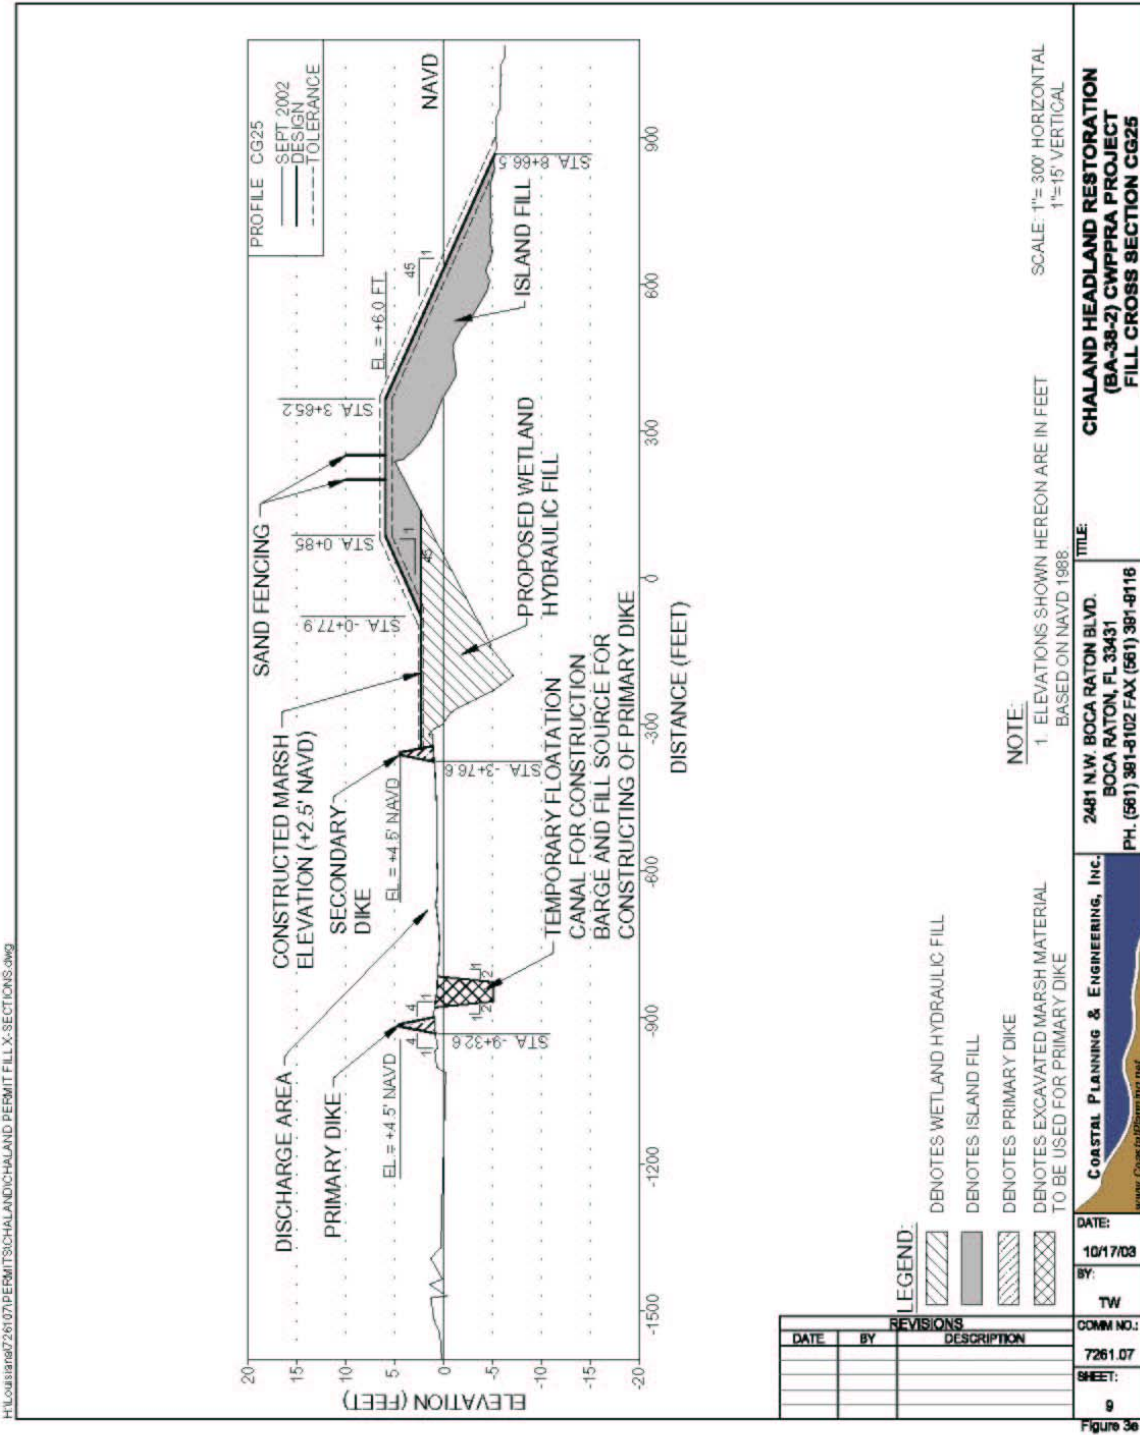 H:\Louisiana\726107\PERMITS\CHALAND\CHALAND PERMIT FILL X-SECTIONS.dwg
PROFILE CG25
SEPT 2002
DESIGN
TOLERANCE
NAVD
SAND FENCING
CONSTRUCTED MARSH
ELEVATION (+2.5' NAVD)
SECONDARY
DIKE
DISCHARGE AREA
PRIMARY DIKE
EL. = +4.5' NAVD
EL. = +4.5' NAVD
EL. = +6.0 FT
STA -9+32.6
STA -3+76.6
STA -0+77.9
STA 0+85
STA 3+65.2
STA 8+66.5
4
1
4
1
1
2
1
2
1
45
45
1
TEMPORARY FLOATATION
CANAL FOR CONSTRUCTION
BARGE AND FILL SOURCE FOR
CONSTRUCTING OF PRIMARY DIKE
PROPOSED WETLAND
HYDRAULIC FILL
ISLAND FILL
ELEVATION (FEET)
20
15
10
5
0
-5
-10
-15
-20
-1500
-1200
-900
-600
-300
0
300
600
900
DISTANCE (FEET)
NOTE:
1. ELEVATIONS SHOWN HEREON ARE IN FEET
BASED ON NAVD 1988.
SCALE: 1"= 300' HORIZONTAL
1"=15' VERTICAL
LEGEND:
DENOTES WETLAND HYDRAULIC FILL
DENOTES ISLAND FILL
DENOTES PRIMARY DIKE
DENOTES EXCAVATED MARSH MATERIAL
TO BE USED FOR PRIMARY DIKE
REVISIONS
DATE BY DESCRIPTION
DATE:
10/17/03
BY:
TW
COMM NO.:
7261.07
SHEET:
9
Figure 3e
COASTAL PLANNING & ENGINEERING, INC.
2481 N.W. BOCA RATON BLVD.
BOCA RATON, FL 33431
PH. (561) 391-8102 FAX (561) 391-9116
TITLE:
CHALAND HEADLAND RESTORATION
(BA-38-2) CWPPRA PROJECT
FILL CROSS SECTION CG25